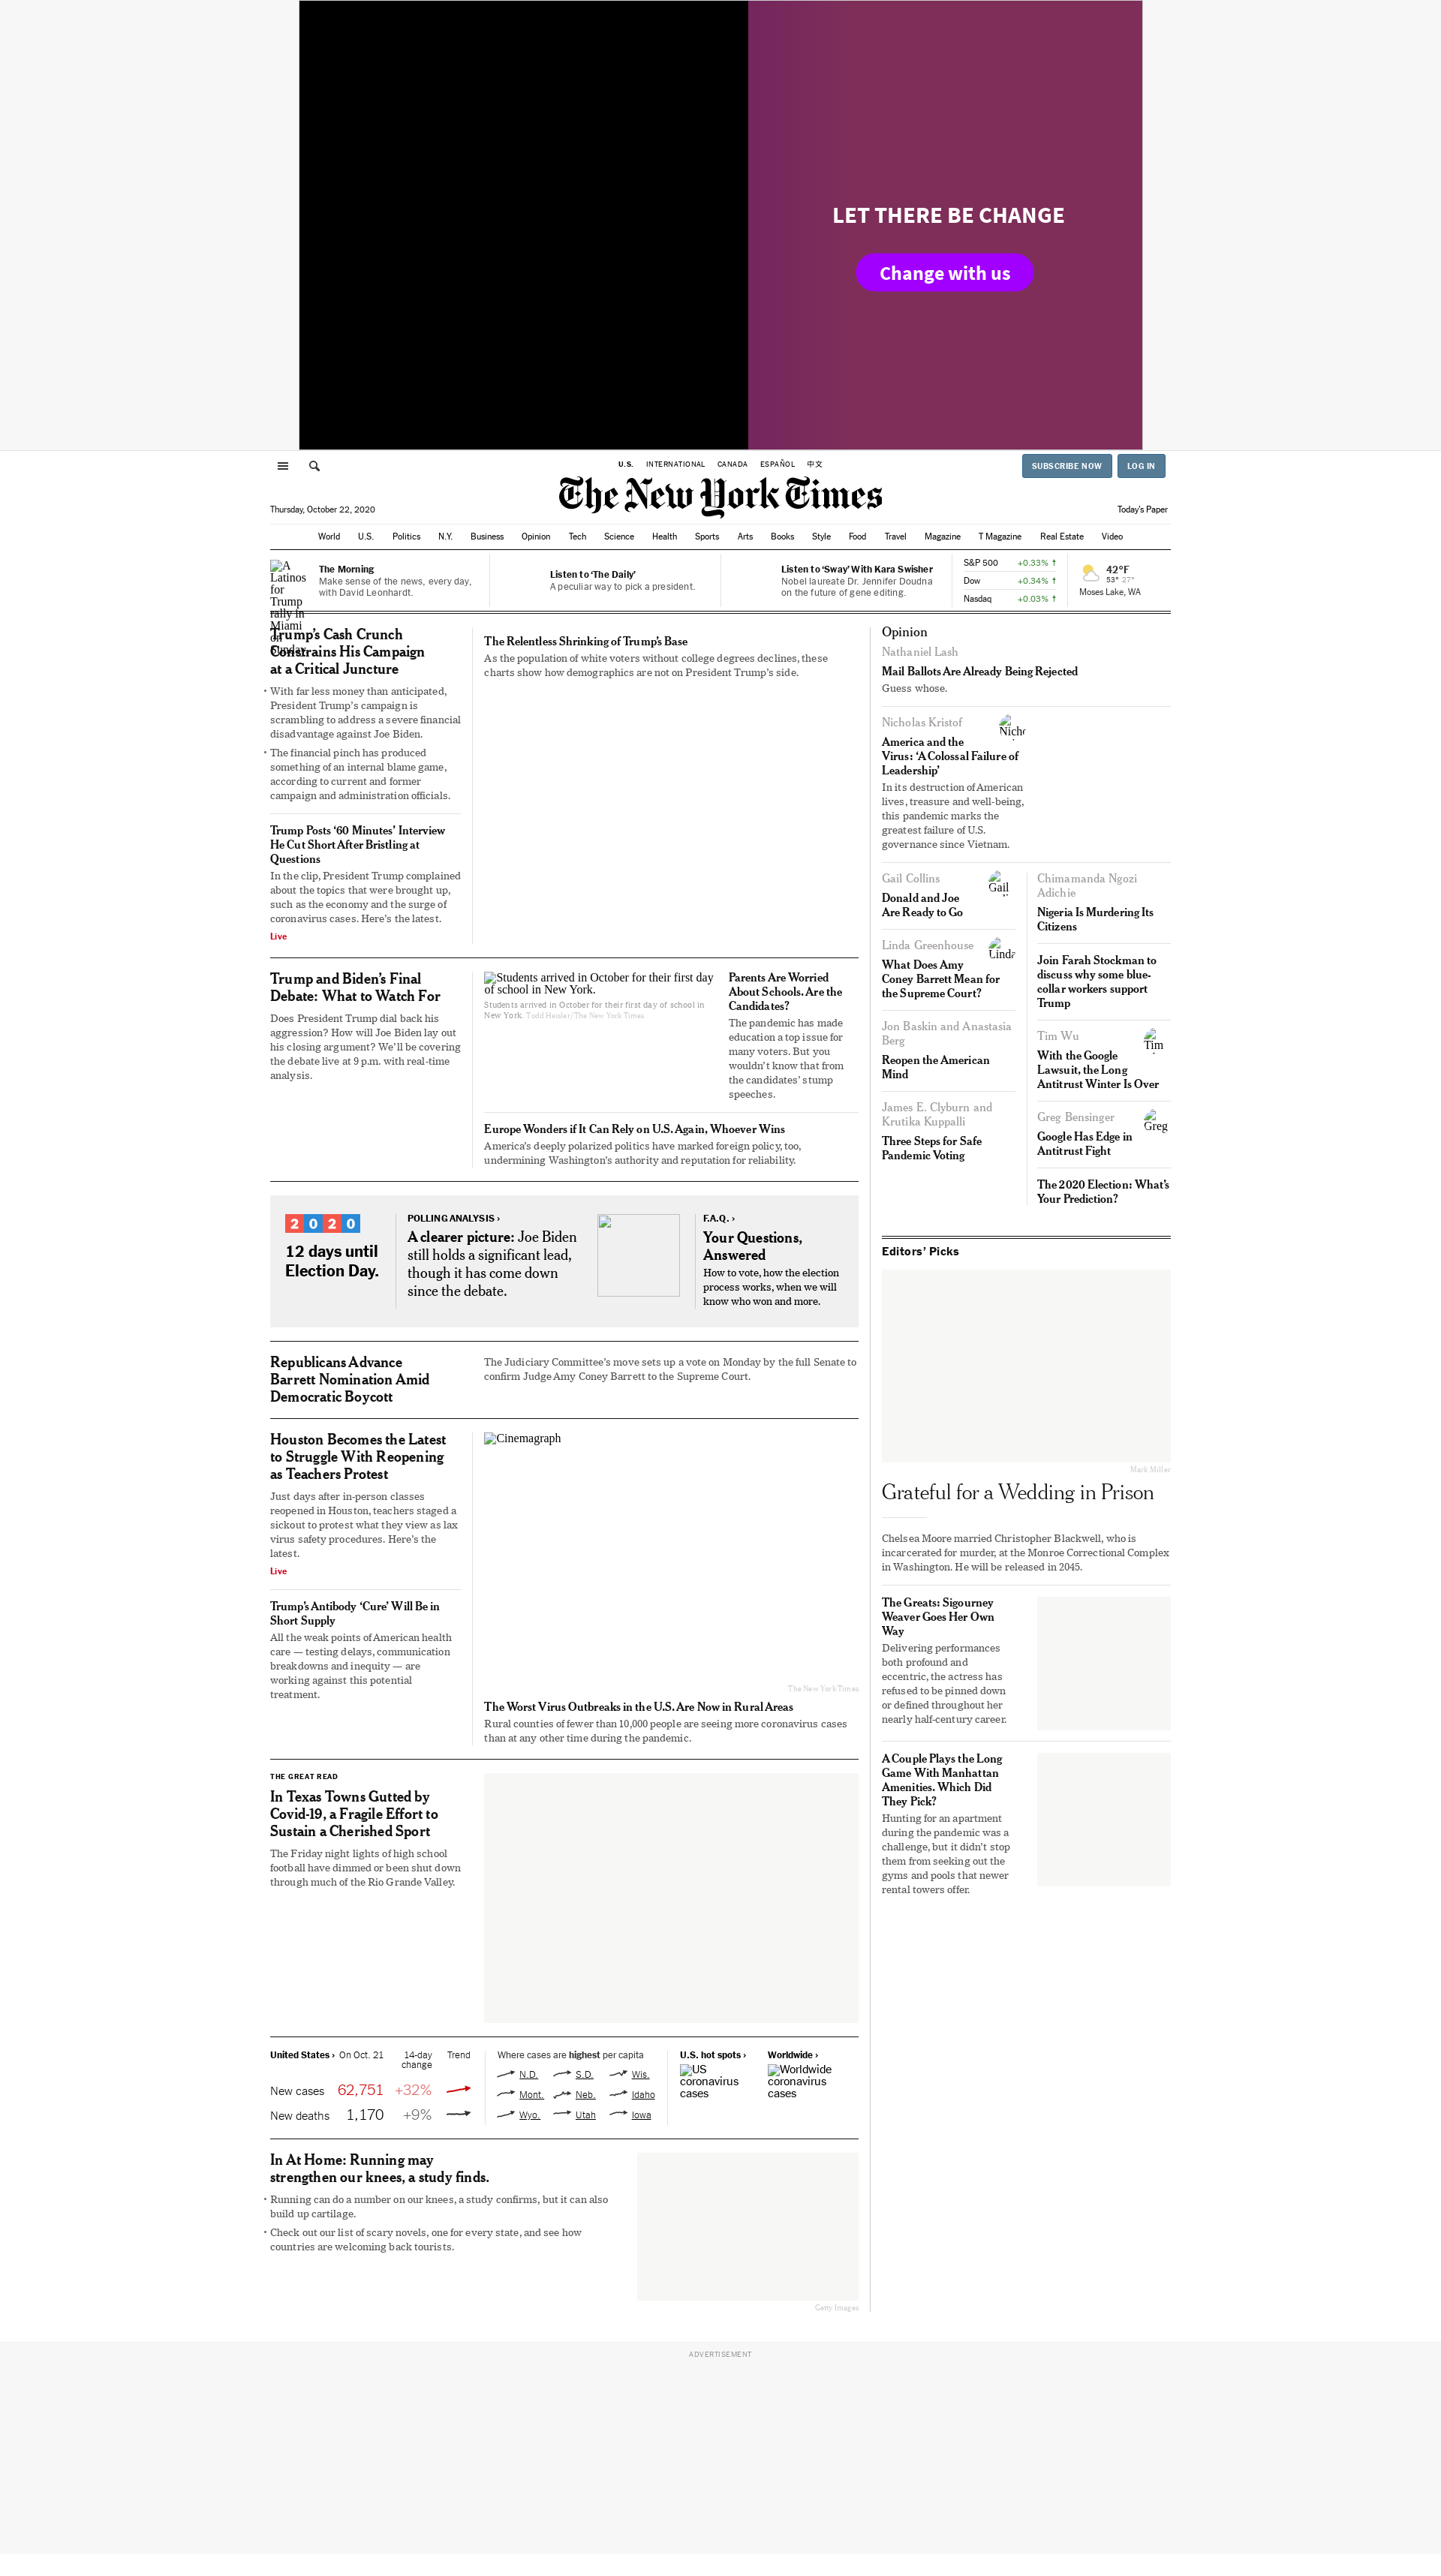 LET THERE BE CHANGE
Change with us
U.S. INTERNATIONAL CANADA ESPAÑOL 中文
SUBSCRIBE NOW LOG IN
The New York Times
Thursday, October 22, 2020
Today's Paper
World U.S. Politics N.Y. Business Opinion Tech Science Health Sports Arts Books Style Food Travel Magazine T Magazine Real Estate Video
A
Latinos
for
Trump
rally in
Miami
on
Sunday
The Morning
Make sense of the news, every day,
with David Leonhardt.
Listen to ‘The Daily’
A peculiar way to pick a president.
Listen to ‘Sway’ With Kara Swisher
Nobel laureate Dr. Jennifer Doudna
on the future of gene editing.
S&P 500 +0.33% ↑
Dow +0.34% ↑
Nasdaq +0.03% ↑
42°F
53° 27°
Moses Lake, WA
Trump’s Cash Crunch
Constrains His Campaign
at a Critical Juncture
• With far less money than anticipated,
President Trump’s campaign is
scrambling to address a severe financial
disadvantage against Joe Biden.
• The financial pinch has produced
something of an internal blame game,
according to current and former
campaign and administration officials.
Trump Posts ‘60 Minutes’ Interview
He Cut Short After Bristling at
Questions
In the clip, President Trump complained
about the topics that were brought up,
such as the economy and the surge of
coronavirus cases. Here’s the latest.
Live
The Relentless Shrinking of Trump’s Base
As the population of white voters without college degrees declines, these
charts show how demographics are not on President Trump’s side.
Trump and Biden’s Final
Debate: What to Watch For
Does President Trump dial back his
aggression? How will Joe Biden lay out
his closing argument? We’ll be covering
the debate live at 9 p.m. with real-time
analysis.
Students arrived in October for their first day
of school in New York.
Students arrived in October for their first day of school in
New York. Todd Heisler/The New York Times
Parents Are Worried
About Schools. Are the
Candidates?
The pandemic has made
education a top issue for
many voters. But you
wouldn’t know that from
the candidates’ stump
speeches.
Europe Wonders if It Can Rely on U.S. Again, Whoever Wins
America’s deeply polarized politics have marked foreign policy, too,
undermining Washington’s authority and reputation for reliability.
2020
12 days until
Election Day.
POLLING ANALYSIS ›
A clearer picture: Joe Biden
still holds a significant lead,
though it has come down
since the debate.
F.A.Q. ›
Your Questions,
Answered
How to vote, how the election
process works, when we will
know who won and more.
Republicans Advance
Barrett Nomination Amid
Democratic Boycott
The Judiciary Committee’s move sets up a vote on Monday by the full Senate to
confirm Judge Amy Coney Barrett to the Supreme Court.
Houston Becomes the Latest
to Struggle With Reopening
as Teachers Protest
Just days after in-person classes
reopened in Houston, teachers staged a
sickout to protest what they view as lax
virus safety procedures. Here’s the
latest.
Live
Trump’s Antibody ‘Cure’ Will Be in
Short Supply
All the weak points of American health
care — testing delays, communication
breakdowns and inequity — are
working against this potential
treatment.
Cinemagraph
The New York Times
The Worst Virus Outbreaks in the U.S. Are Now in Rural Areas
Rural counties of fewer than 10,000 people are seeing more coronavirus cases
than at any other time during the pandemic.
THE GREAT READ
In Texas Towns Gutted by
Covid-19, a Fragile Effort to
Sustain a Cherished Sport
The Friday night lights of high school
football have dimmed or been shut down
through much of the Rio Grande Valley.
United States › On Oct. 21 14-day Trend
change
New cases 62,751 +32%
New deaths 1,170 +9%
Where cases are highest per capita
N.D. S.D. Wis.
Mont. Neb. Idaho
Wyo. Utah Iowa
U.S. hot spots ›
US
coronavirus
cases
Worldwide ›
Worldwide
coronavirus
cases
In At Home: Running may
strengthen our knees, a study finds.
• Running can do a number on our knees, a study confirms, but it can also
build up cartilage.
• Check out our list of scary novels, one for every state, and see how
countries are welcoming back tourists.
Getty Images
Opinion
Nathaniel Lash
Mail Ballots Are Already Being Rejected
Guess whose.
Nicholas Kristof
America and the
Virus: ‘A Colossal Failure of
Leadership’
In its destruction of American
lives, treasure and well-being,
this pandemic marks the
greatest failure of U.S.
governance since Vietnam.
Gail Collins
Gail
Donald and Joe
Are Ready to Go
Linda Greenhouse
Linda
What Does Amy
Coney Barrett Mean for
the Supreme Court?
Jon Baskin and Anastasia
Berg
Reopen the American
Mind
James E. Clyburn and
Krutika Kuppalli
Three Steps for Safe
Pandemic Voting
Chimamanda Ngozi
Adichie
Nigeria Is Murdering Its
Citizens
Join Farah Stockman to
discuss why some blue-
collar workers support
Trump
Tim Wu
Tim
With the Google
Lawsuit, the Long
Antitrust Winter Is Over
Greg Bensinger
Greg
Google Has Edge in
Antitrust Fight
The 2020 Election: What’s
Your Prediction?
Editors’ Picks
Mark Miller
Grateful for a Wedding in Prison
Chelsea Moore married Christopher Blackwell, who is
incarcerated for murder, at the Monroe Correctional Complex
in Washington. He will be released in 2045.
The Greats: Sigourney
Weaver Goes Her Own
Way
Delivering performances
both profound and
eccentric, the actress has
refused to be pinned down
or defined throughout her
nearly half-century career.
A Couple Plays the Long
Game With Manhattan
Amenities. Which Did
They Pick?
Hunting for an apartment
during the pandemic was a
challenge, but it didn’t stop
them from seeking out the
gyms and pools that newer
rental towers offer.
ADVERTISEMENT